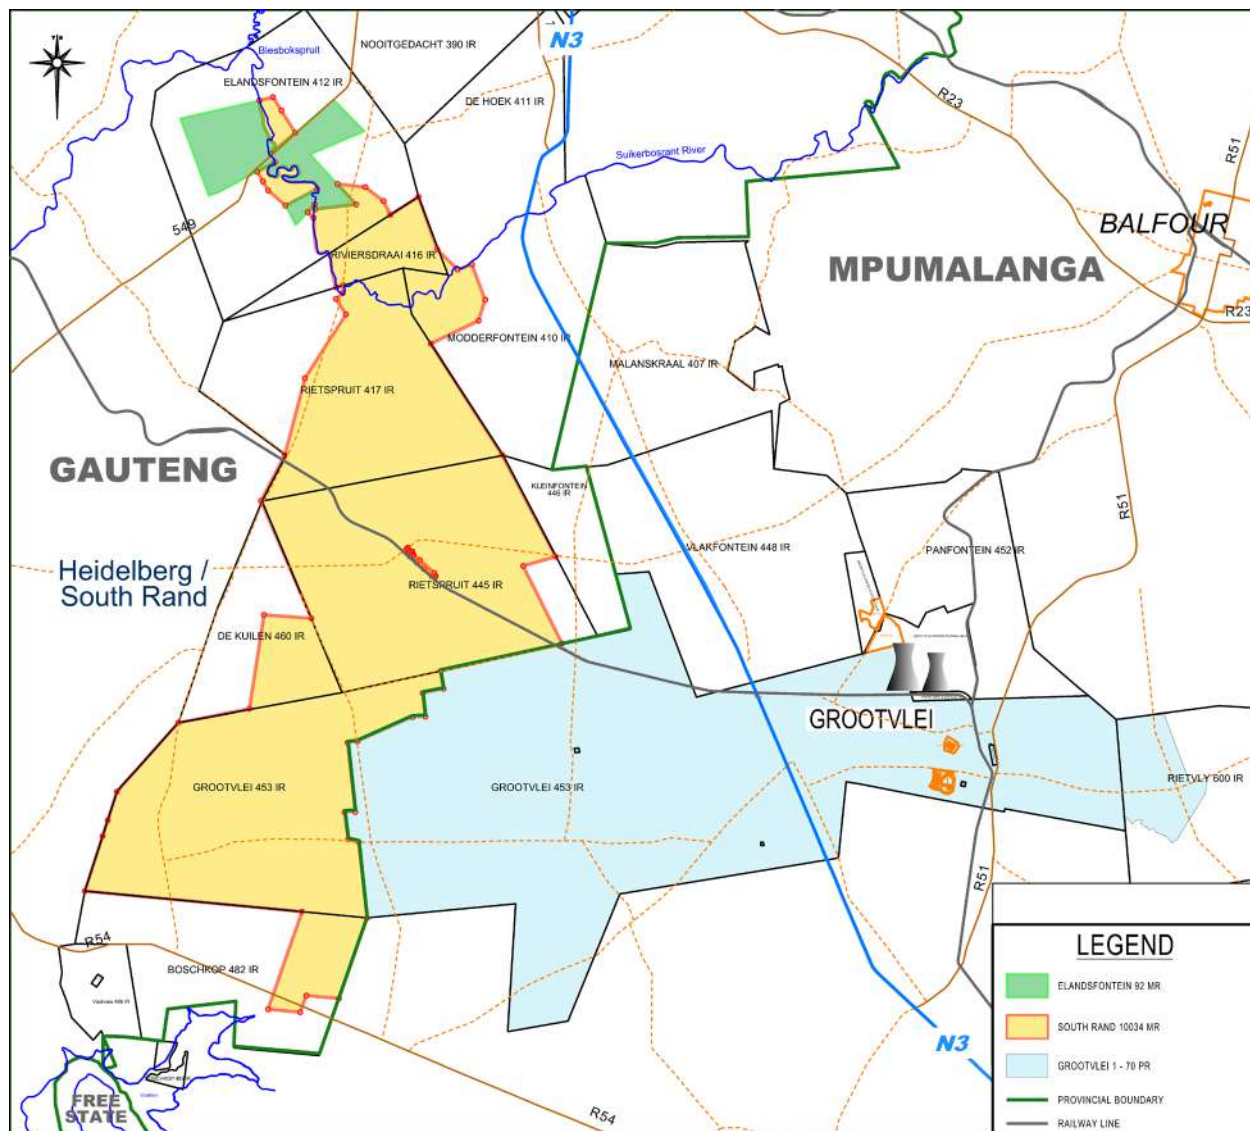 N3
NOOITGEDACHT 390 IR
Blesbokspruit
ELANDSFONTEIN 412 IR
DE HOEK 411 IR
R23
R51
Suikerbosrant River
549
BALFOUR
RIVIERSDRAAI 416 IR
MPUMALANGA
R23
MODDERFONTEIN 410 IR
MALANSKRAAL 407 IR
RIETSPRUIT 417 IR
GAUTENG
KLEINFONTEIN
446 IR
R51
VLAKFONTEIN 448 IR
PANFONTEIN 452 IR
Heidelberg /
South Rand
RIETSPRUIT 445 IR
DE KUILEN 460 IR
GROOTVLEI
RIETVLY 600 IR
GROOTVLEI 453 IR
GROOTVLEI 453 IR
R51
R54
BOSCHKOP 482 IR
LEGEND
ELANDSFONTEIN 92 MR
SOUTH RAND 10034 MR
GROOTVLEI 1 - 70 PR
PROVINCIAL BOUNDARY
RAILWAY LINE
N3
FREE
STATE
R54